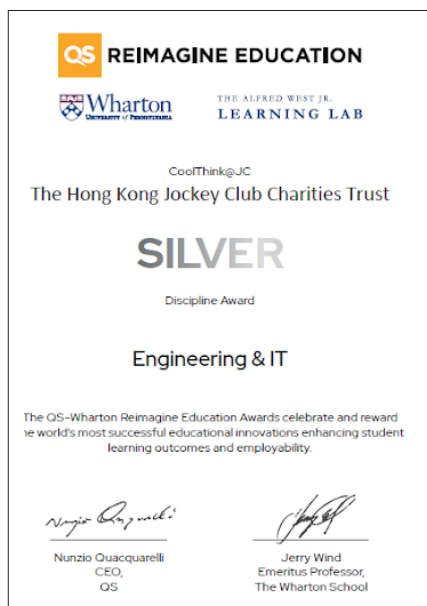 QS REIMAGINE EDUCATION
Wharton
UNIVERSITY of PENNSYLVANIA
THE ALFRED WEST JR.
LEARNING LAB
CoolThink@JC
The Hong Kong Jockey Club Charities Trust
SILVER
Discipline Award
Engineering & IT
The QS-Wharton Reimagine Education Awards celebrate and reward
he world's most successful educational innovations enhancing student
learning outcomes and employability.
Nunzio Quacquarelli
Nunzio Quacquarelli
CEO,
QS
Jerry Wind
Emeritus Professor,
The Wharton School